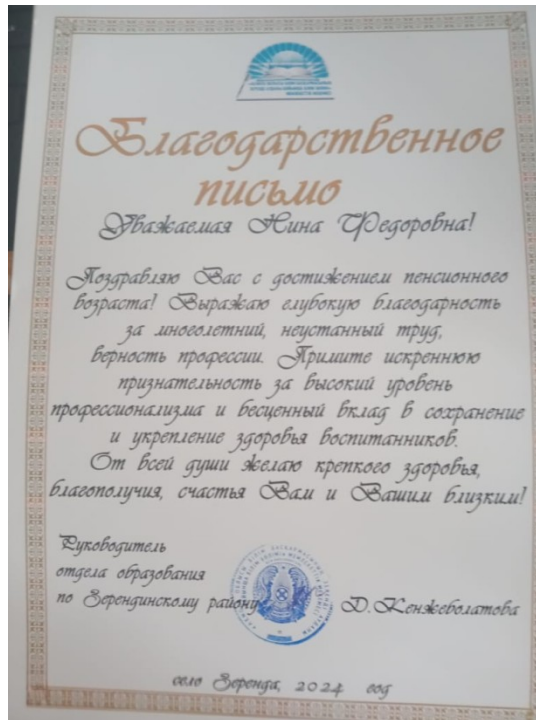 Благодарственное
письмо
Уважаемая Нина Федоровна!
Поздравляю Вас с достижением пенсионного
возраста! Выражаю глубокую благодарность
за многолетний, неустанный труд,
верность профессии. Примите искреннюю
признательность за высокий уровень
профессионализма и бесценный вклад в сохранение
и укрепление здоровья воспитанников.
От всей души желаю крепкого здоровья,
благополучия, счастья Вам и Вашим близким!
Руководитель
отдела образования
по Зерендинскому району
Д.Кенжеболатова
село Зеренда, 2024 год